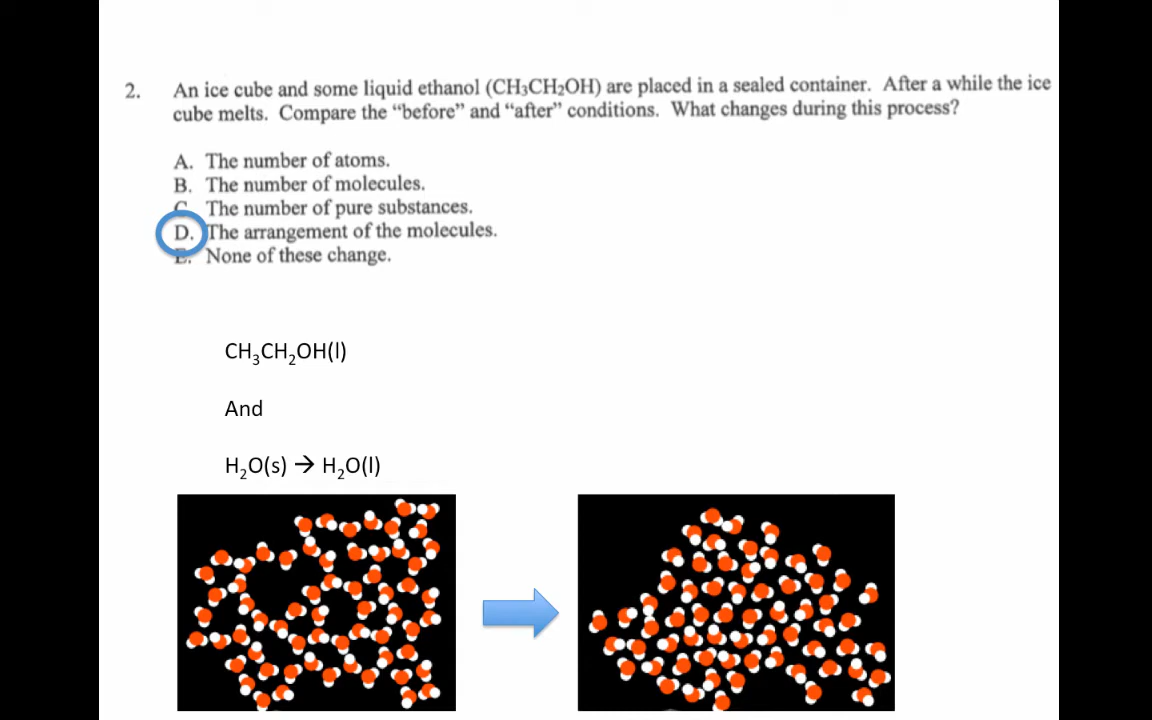 2. An ice cube and some liquid ethanol (CH₃CH₂OH) are placed in a sealed container. After a while the ice
cube melts. Compare the “before” and “after” conditions. What changes during this process?
A. The number of atoms.
B. The number of molecules.
C. The number of pure substances.
D. The arrangement of the molecules.
E. None of these change.
CH₃CH₂OH(l)
And
H₂O(s) → H₂O(l)